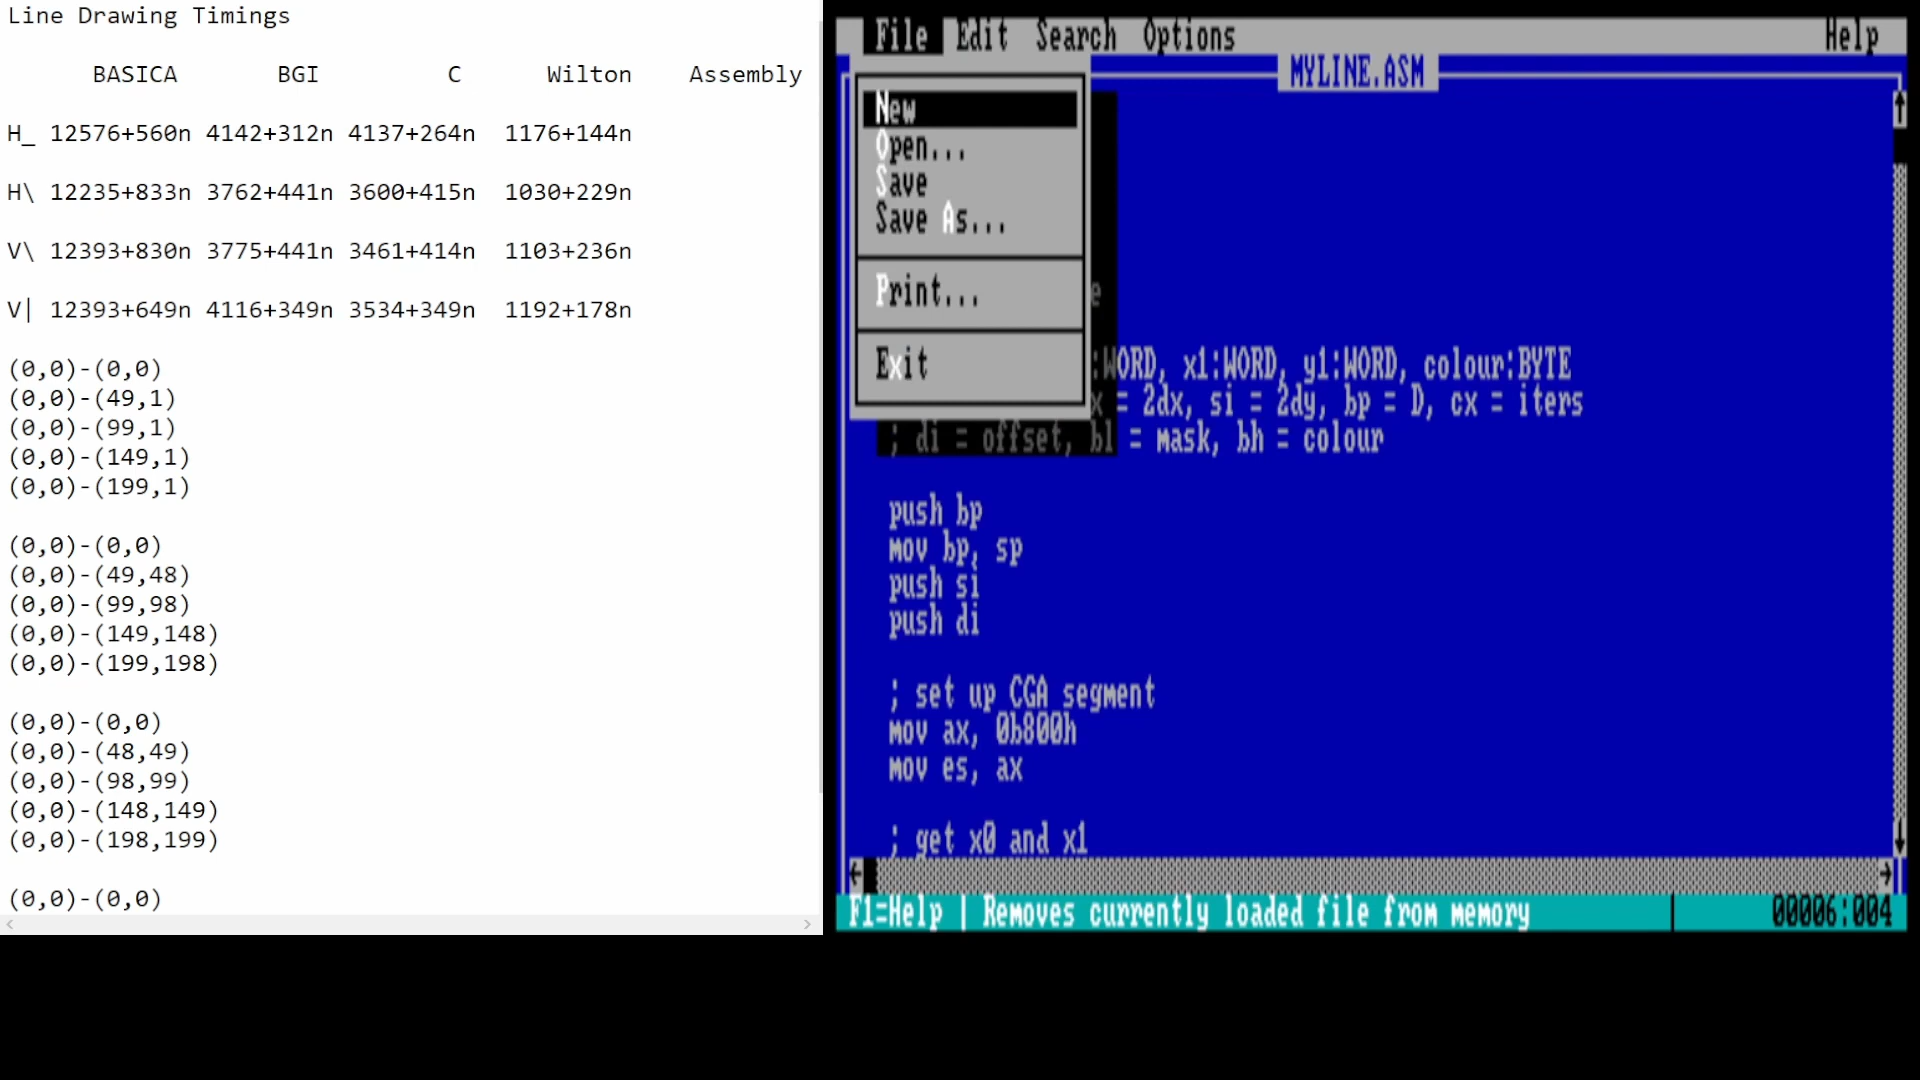 Line Drawing Timings
BASICA BGI C Wilton Assembly
H_ 12576+560n 4142+312n 4137+264n 1176+144n
H\ 12235+833n 3762+441n 3600+415n 1030+229n
V\ 12393+830n 3775+441n 3461+414n 1103+236n
V| 12393+649n 4116+349n 3534+349n 1192+178n
(0,0)-(0,0)
(0,0)-(49,1)
(0,0)-(99,1)
(0,0)-(149,1)
(0,0)-(199,1)
(0,0)-(0,0)
(0,0)-(49,48)
(0,0)-(99,98)
(0,0)-(149,148)
(0,0)-(199,198)
(0,0)-(0,0)
(0,0)-(48,49)
(0,0)-(98,99)
(0,0)-(148,149)
(0,0)-(198,199)
(0,0)-(0,0)
File Edit Search Options Help
MYLINE.ASM
New
Open...
Save
Save As...
Print...
Exit
e
:WORD, x1:WORD, y1:WORD, colour:BYTE
x = 2dx, si = 2dy, bp = D, cx = iters
; di = offset, bl = mask, bh = colour
push bp
mov bp, sp
push si
push di
; set up CGA segment
mov ax, 0b800h
mov es, ax
; get x0 and x1
F1=Help | Removes currently loaded file from memory 00006:004